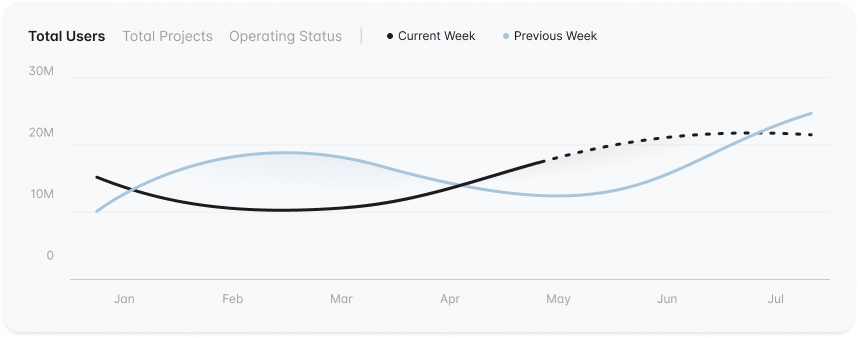 Total Users Total Projects Operating Status Current Week Previous Week
30M
20M
10M
0
Jan Feb Mar Apr May Jun Jul